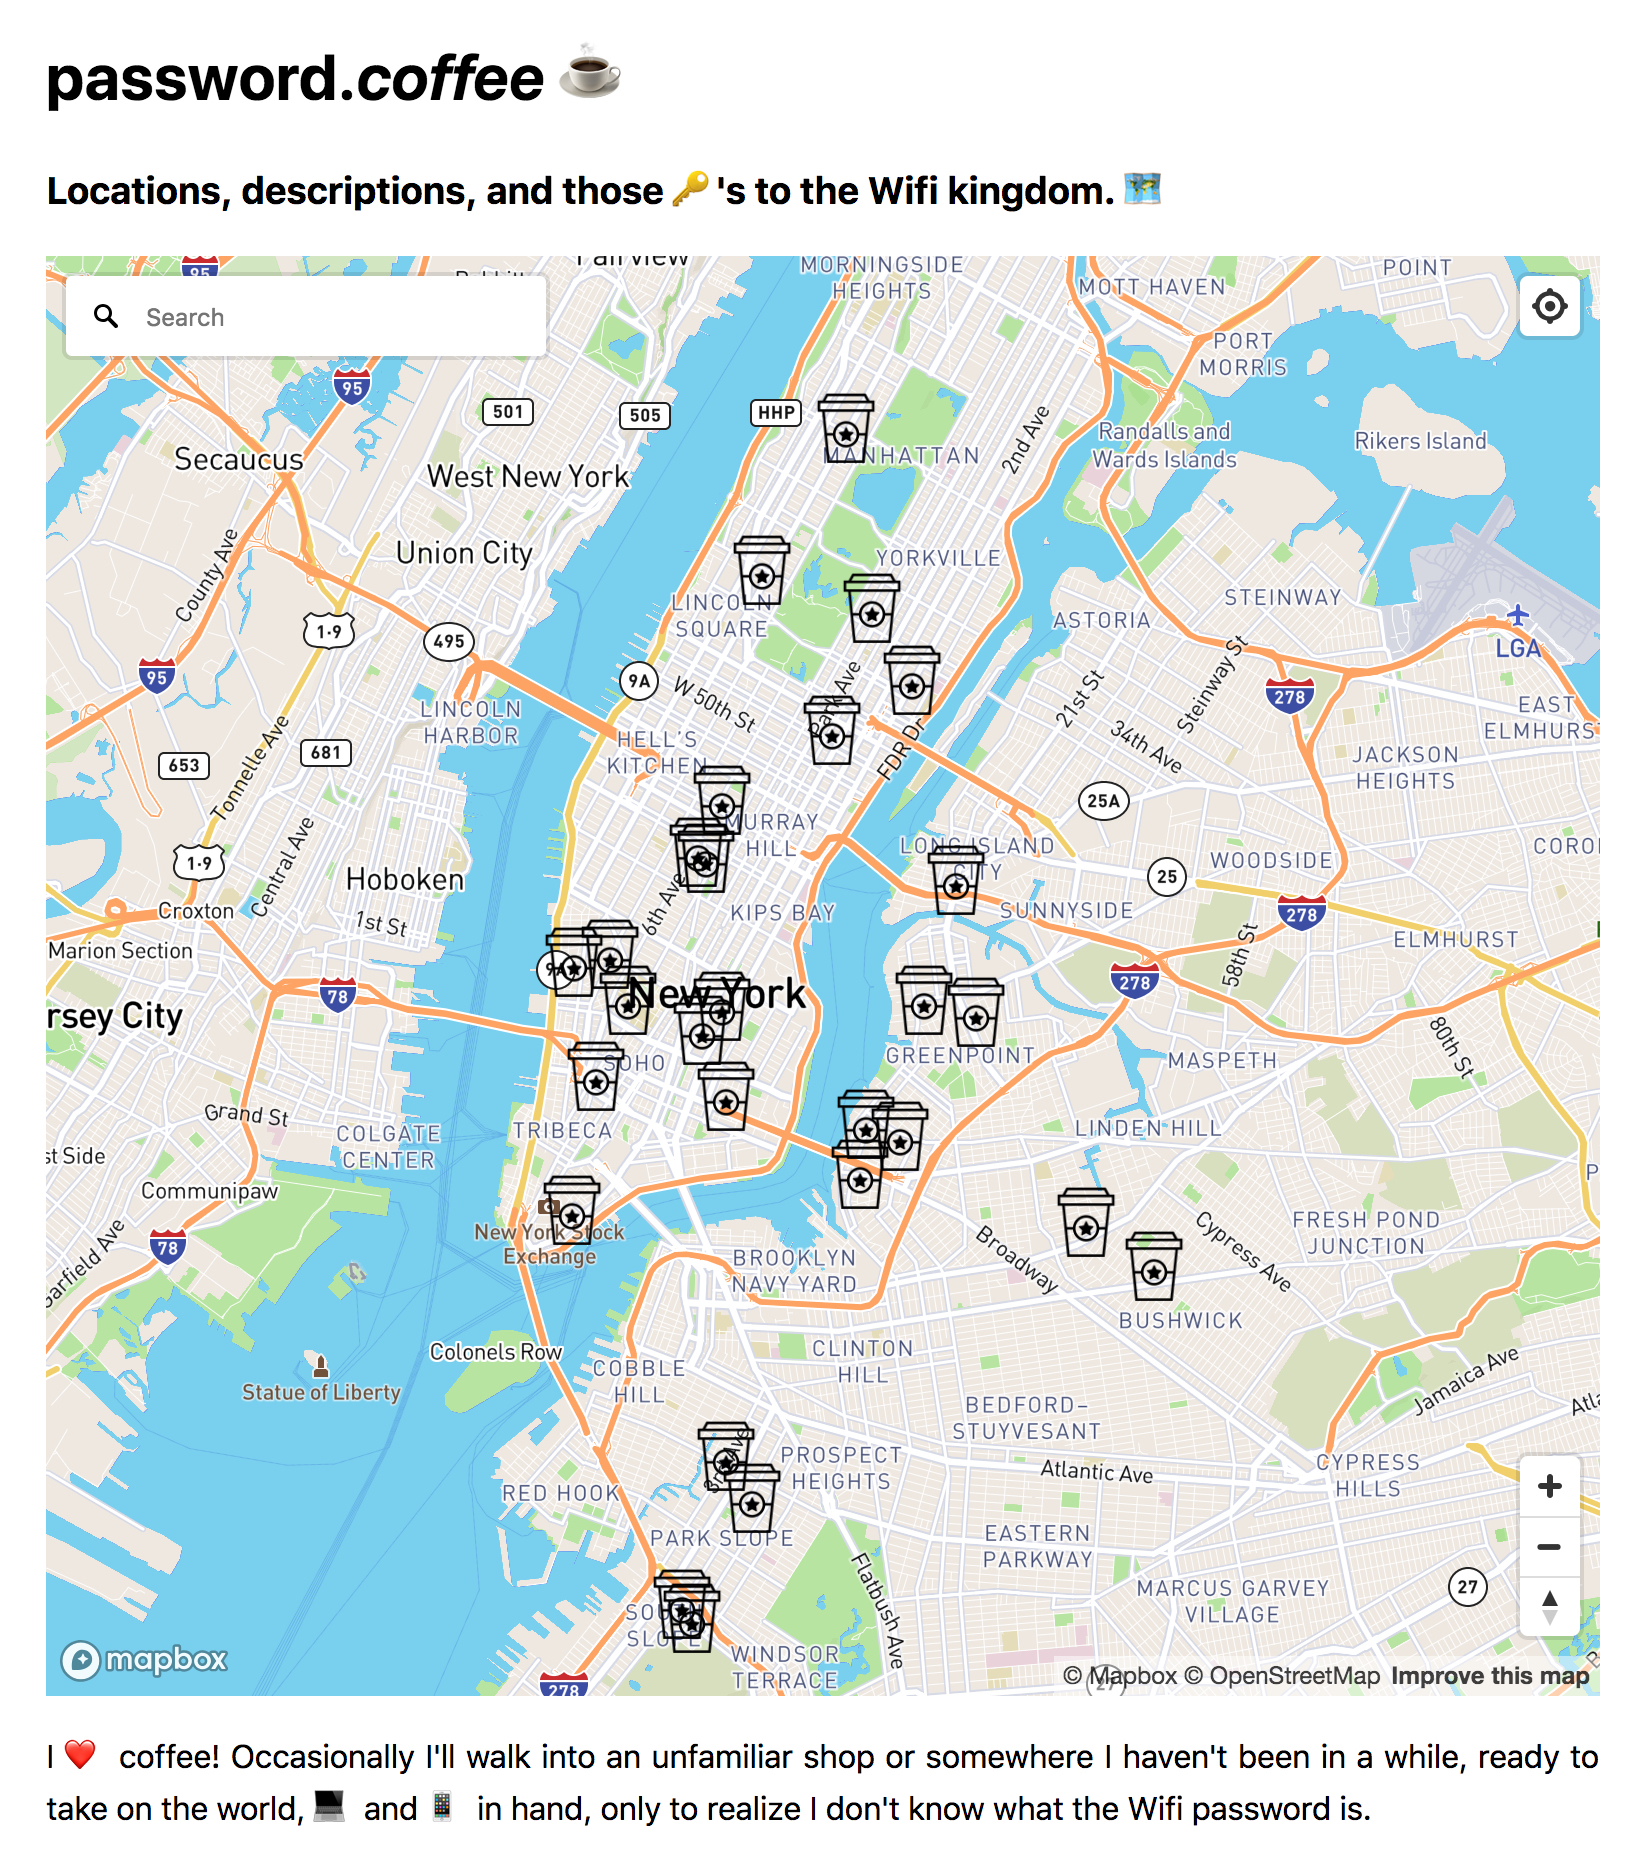 password.coffee
Locations, descriptions, and those 's to the Wifi kingdom.
Fairview
MORNINGSIDE
HEIGHTS
MOTT HAVEN
POINT
95
Search
PORT
MORRIS
95
501
505
HHP
MANHATTAN
2nd Ave
Randalls and
Wards Islands
Rikers Island
Secaucus
West New York
Union City
County Ave
YORKVILLE
LINCOLN
SQUARE
ASTORIA
STEINWAY
LGA
1·9
495
95
9A
W 50th St
Park Ave
21st St
Steinway St
278
LINCOLN
HARBOR
HELL'S
KITCHEN
FDR Dr
34th Ave
EAST
ELMHURS
JACKSON
HEIGHTS
653
681
Tonnelle Ave
25A
MURRAY
HILL
LONG ISLAND
CITY
WOODSIDE
CORO
1·9
Central Ave
Hoboken
25
Croxton
1st St
6th Ave
KIPS BAY
SUNNYSIDE
278
58th St
ELMHURST
Marion Section
9A
78
New York
278
rsey City
SOHO
GREENPOINT
MASPETH
80th St
Grand St
COLGATE
CENTER
TRIBECA
LINDEN HILL
st Side
Communipaw
Garfield Ave
78
New York Stock
Exchange
BROOKLYN
NAVY YARD
Broadway
Cypress Ave
FRESH POND
JUNCTION
BUSHWICK
Colonels Row
COBBLE
HILL
CLINTON
HILL
Statue of Liberty
Jamaica Ave
BEDFORD-
STUYVESANT
Atla
PROSPECT
HEIGHTS
Atlantic Ave
CYPRESS
HILLS
RED HOOK
PARK SLOPE
EASTERN
PARKWAY
Flatbush Ave
MARCUS GARVEY
VILLAGE
27
SOUTH
SLOPE
WINDSOR
TERRACE
278
27
mapbox
© Mapbox © OpenStreetMap Improve this map
I coffee! Occasionally I'll walk into an unfamiliar shop or somewhere I haven't been in a while, ready to
take on the world, and in hand, only to realize I don't know what the Wifi password is.